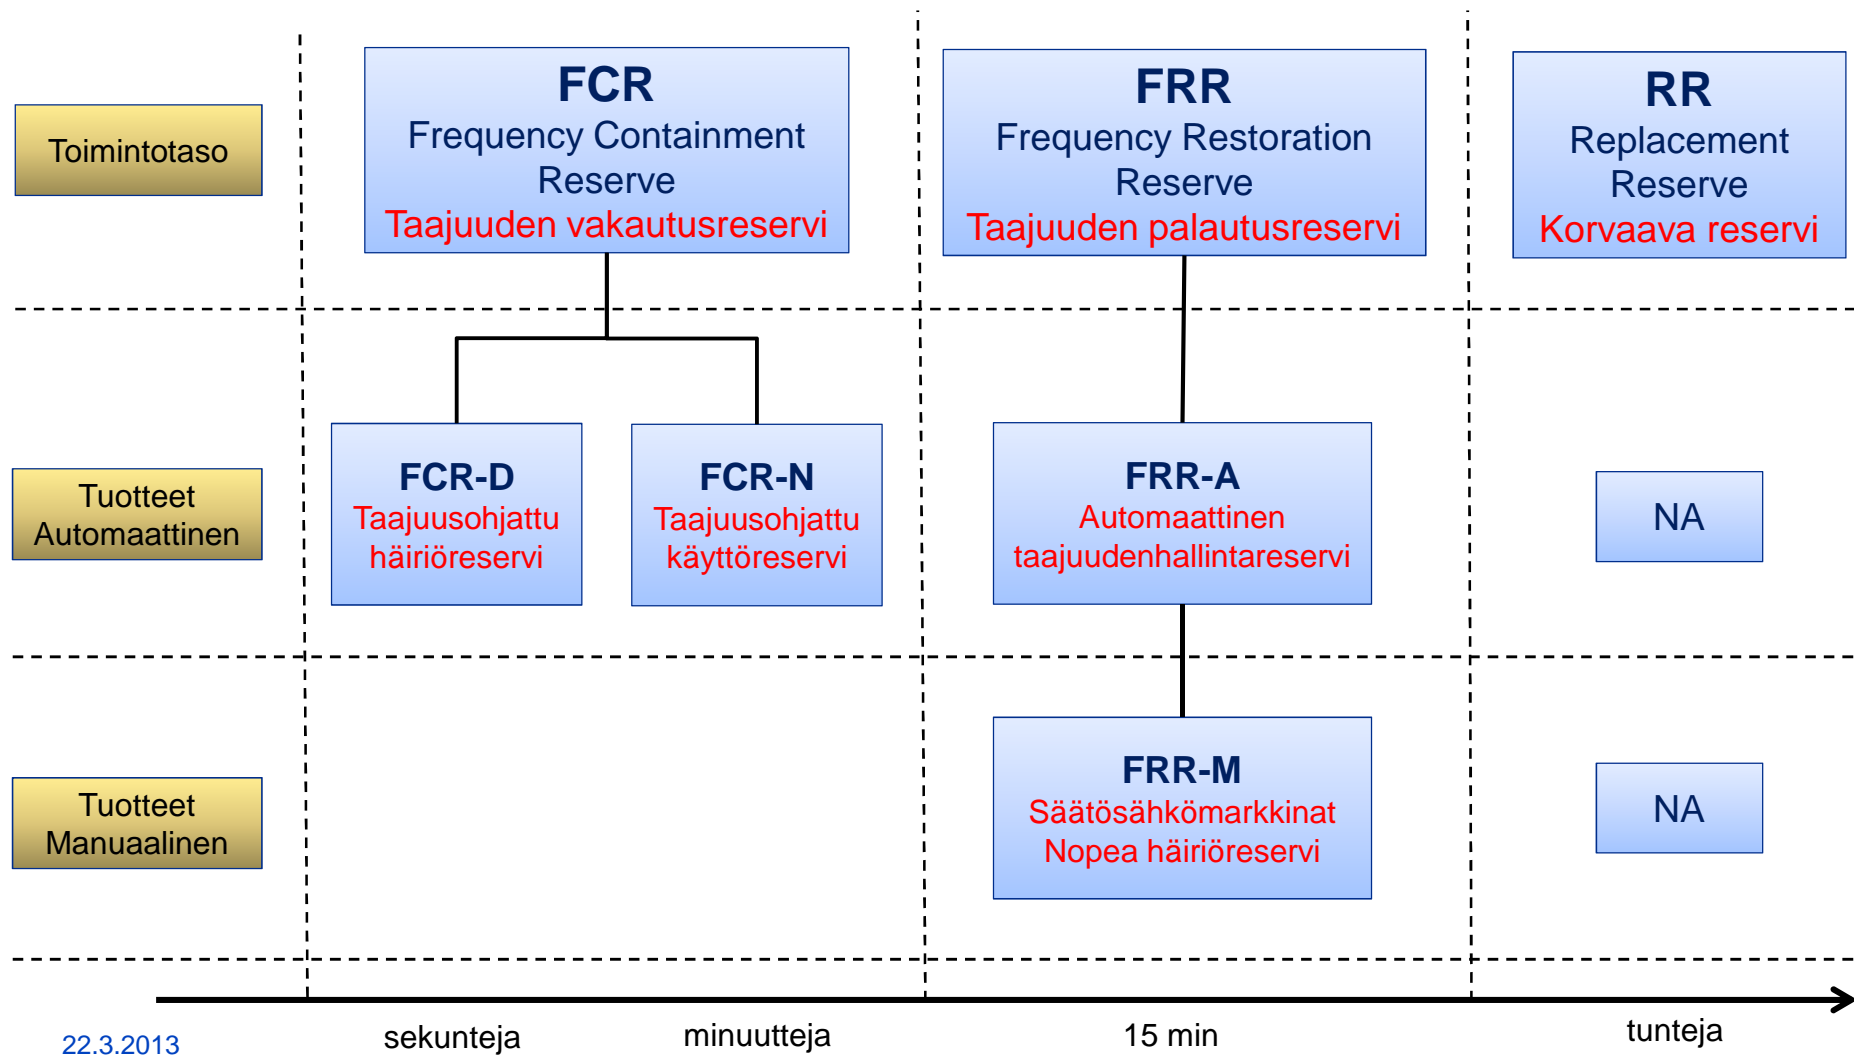 Toimintotaso
FCR
Frequency Containment
Reserve
Taajuuden vakautusreservi
FRR
Frequency Restoration
Reserve
Taajuuden palautusreservi
RR
Replacement
Reserve
Korvaava reservi
Tuotteet
Automaattinen
FCR-D
Taajuusohjattu
häiriöreservi
FCR-N
Taajuusohjattu
käyttöreservi
FRR-A
Automaattinen
taajuudenhallintareservi
NA
Tuotteet
Manuaalinen
FRR-M
Säätösähkömarkkinat
Nopea häiriöreservi
NA
22.3.2013
sekunteja
minuutteja
15 min
tunteja